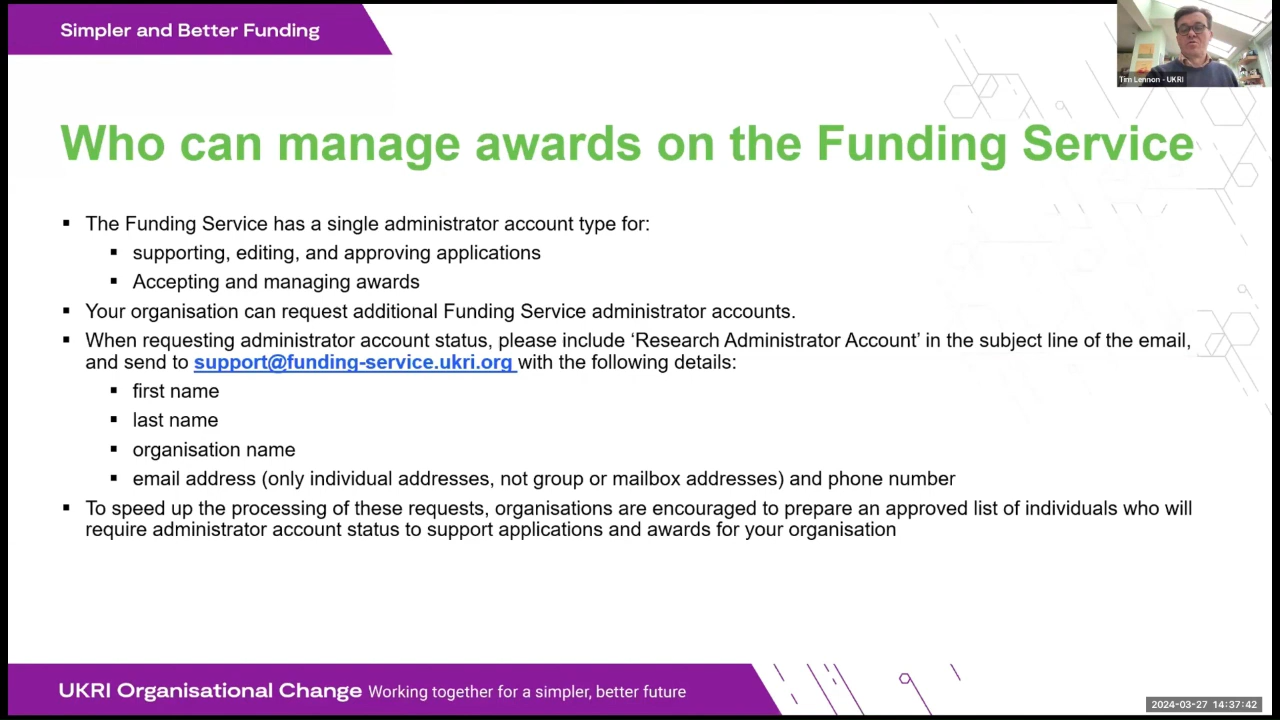 Simpler and Better Funding
Tim Lennon - UKRI
Who can manage awards on the Funding Service
▪ The Funding Service has a single administrator account type for:
▪ supporting, editing, and approving applications
▪ Accepting and managing awards
▪ Your organisation can request additional Funding Service administrator accounts.
▪ When requesting administrator account status, please include ‘Research Administrator Account’ in the subject line of the email,
and send to support@funding-service.ukri.org with the following details:
▪ first name
▪ last name
▪ organisation name
▪ email address (only individual addresses, not group or mailbox addresses) and phone number
▪ To speed up the processing of these requests, organisations are encouraged to prepare an approved list of individuals who will
require administrator account status to support applications and awards for your organisation
UKRI Organisational Change Working together for a simpler, better future
2024-03-27 14:37:42